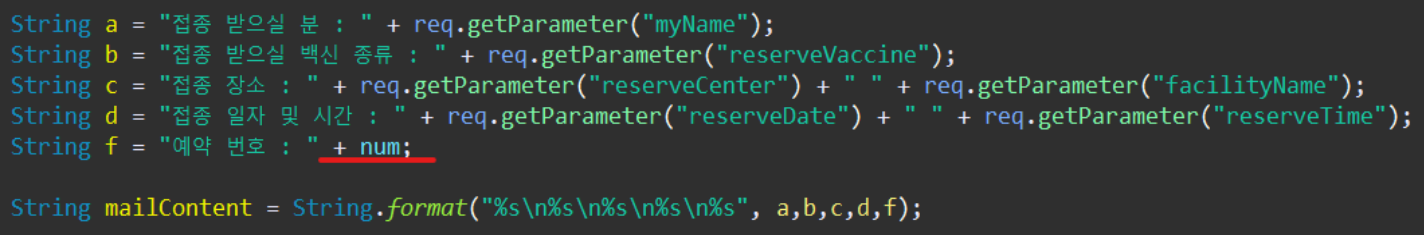 String a = "접종 받으실 분 : " + req.getParameter("myName");
String b = "접종 받으실 백신 종류 : " + req.getParameter("reserveVaccine");
String c = "접종 장소 : " + req.getParameter("reserveCenter") + " " + req.getParameter("facilityName");
String d = "접종 일자 및 시간 : " + req.getParameter("reserveDate") + " " + req.getParameter("reserveTime");
String f = "예약 번호 : " + num;
String mailContent = String.format("%s\n%s\n%s\n%s\n%s", a,b,c,d,f);